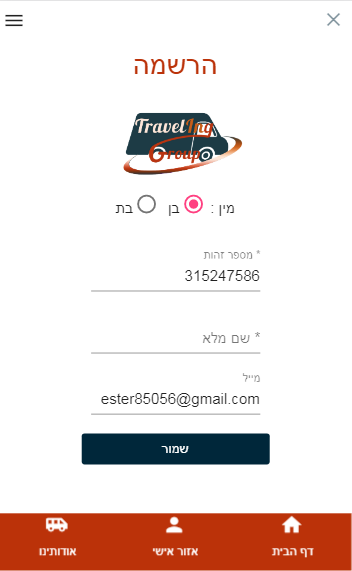 הרשמה
TravelIng
Group
מין : בן בת
* מספר זהות
315247586
* שם מלא
מייל
ester85056@gmail.com
שמור
דף הבית אזור אישי אודותינו